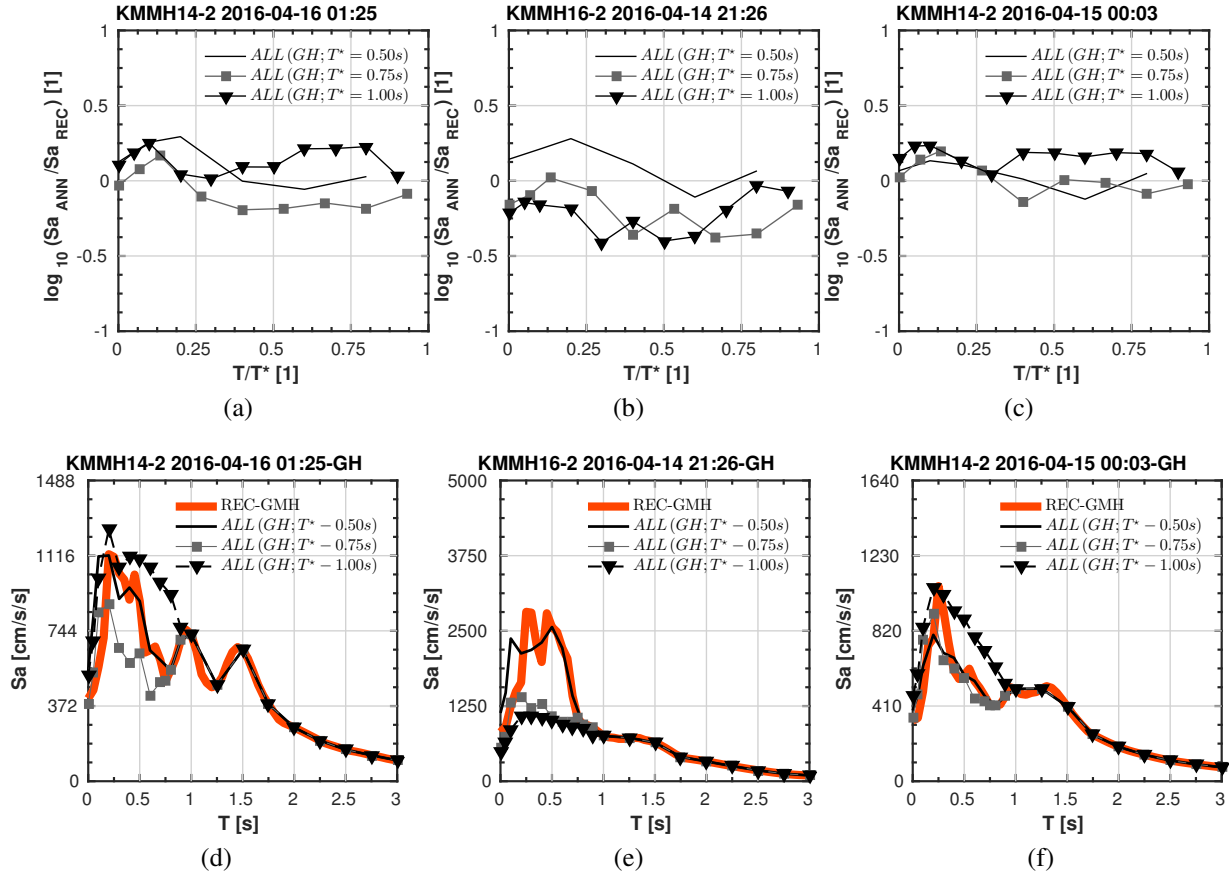 KMMH14-2 2016-04-16 01:25
1
0.5
0
-0.5
-1
log 10 (Sa ANN /Sa REC) [1]
ALL (GH; T⋆ = 0.50s)
ALL (GH; T⋆ = 0.75s)
ALL (GH; T⋆ = 1.00s)
0 0.25 0.5 0.75 1
T/T* [1]
(a)
KMMH16-2 2016-04-14 21:26
1
0.5
0
-0.5
-1
log 10 (Sa ANN /Sa REC) [1]
ALL (GH; T⋆ = 0.50s)
ALL (GH; T⋆ = 0.75s)
ALL (GH; T⋆ = 1.00s)
0 0.25 0.5 0.75 1
T/T* [1]
(b)
KMMH14-2 2016-04-15 00:03
1
0.5
0
-0.5
-1
log 10 (Sa ANN /Sa REC) [1]
ALL (GH; T⋆ = 0.50s)
ALL (GH; T⋆ = 0.75s)
ALL (GH; T⋆ = 1.00s)
0 0.25 0.5 0.75 1
T/T* [1]
(c)
KMMH14-2 2016-04-16 01:25-GH
1488
1116
744
372
0
Sa [cm/s/s]
REC-GMH
ALL (GH; T⋆ − 0.50s)
ALL (GH; T⋆ − 0.75s)
ALL (GH; T⋆ − 1.00s)
0 0.5 1 1.5 2 2.5 3
T [s]
(d)
KMMH16-2 2016-04-14 21:26-GH
5000
3750
2500
1250
0
Sa [cm/s/s]
REC-GMH
ALL (GH; T⋆ − 0.50s)
ALL (GH; T⋆ − 0.75s)
ALL (GH; T⋆ − 1.00s)
0 0.5 1 1.5 2 2.5 3
T [s]
(e)
KMMH14-2 2016-04-15 00:03-GH
1640
1230
820
410
0
Sa [cm/s/s]
REC-GMH
ALL (GH; T⋆ − 0.50s)
ALL (GH; T⋆ − 0.75s)
ALL (GH; T⋆ − 1.00s)
0 0.5 1 1.5 2 2.5 3
T [s]
(f)